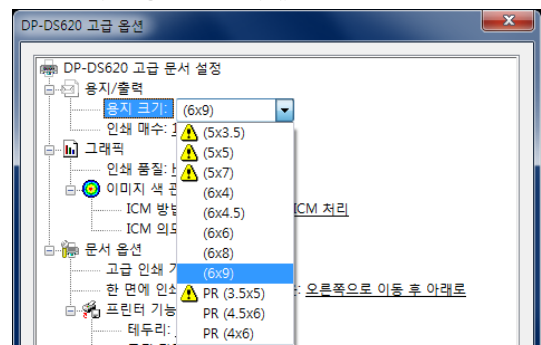 DP-DS620 고급 옵션
DP-DS620 고급 문서 설정
용지/출력
용지 크기: (6x9)
인쇄 매수:
(5x3.5)
그래픽
(5x5)
인쇄 품질:
(5x7)
이미지 색
(6x4)
ICM 방
(6x4.5)
ICM 처리
ICM 의
(6x6)
문서 옵션
(6x8)
고급 인쇄
(6x9)
한 면에 인
PR (3.5x5)
: 오른쪽으로 이동 후 아래로
프린터 기능
PR (4.5x6)
테두리:
PR (4x6)